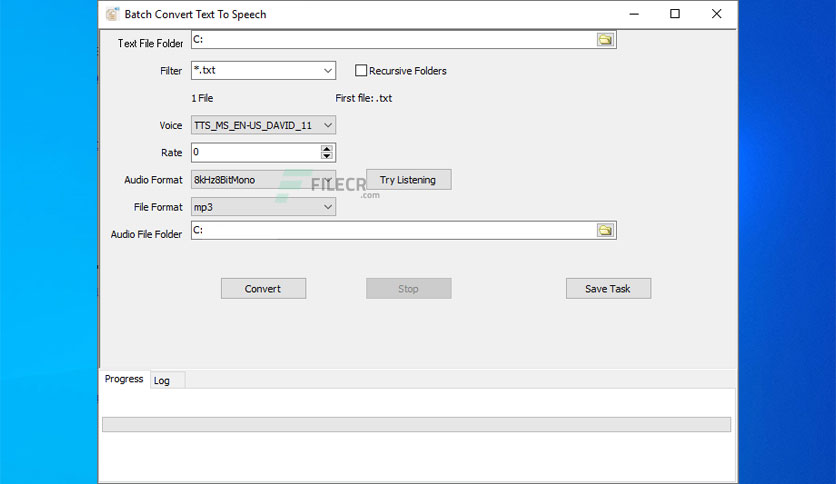 Batch Convert Text To Speech
Text File Folder C:
Filter *.txt Recursive Folders
1 File First file:.txt
Voice TTS_MS_EN-US_DAVID_11
Rate 0
Audio Format 8kHz8BitMono Try Listening
FILECR
.com
File Format mp3
Audio File Folder C:
Convert Stop Save Task
Progress Log